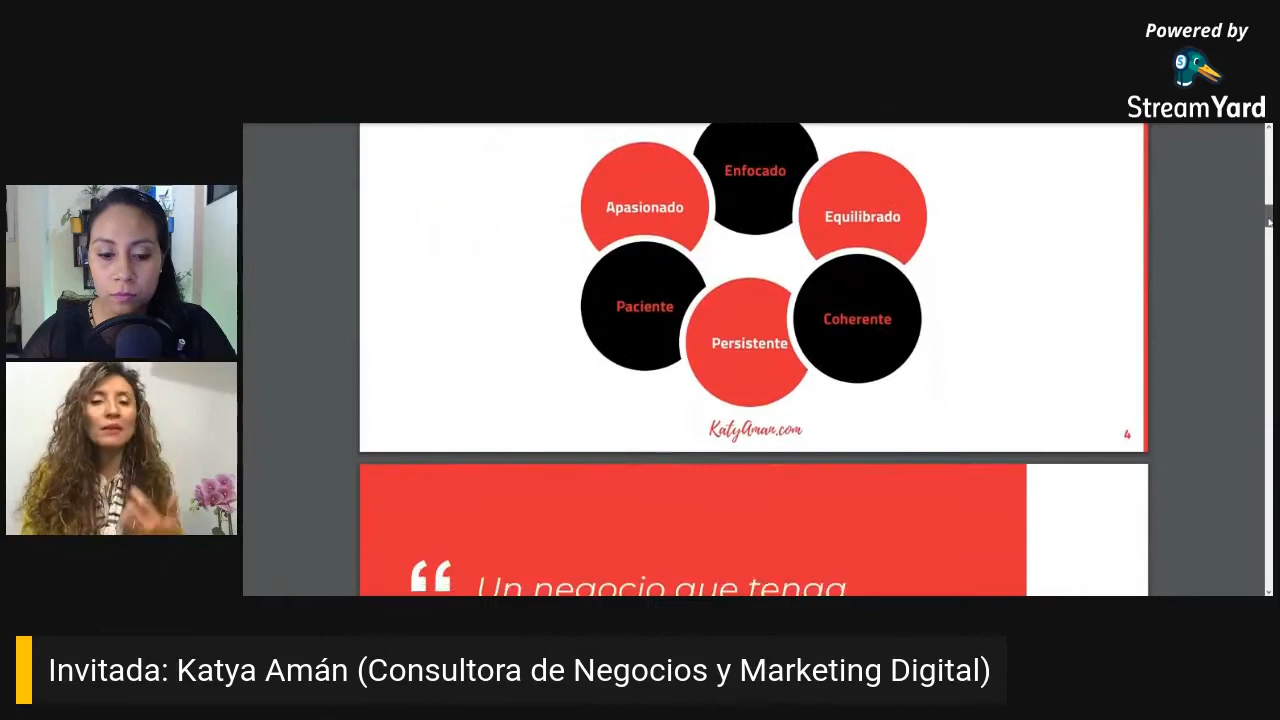 Powered by
StreamYard
Enfocado
Apasionado
Equilibrado
Paciente
Coherente
Persistente
KatyAman.com
4
“ Un negocio que tenga
Invitada: Katya Amán (Consultora de Negocios y Marketing Digital)